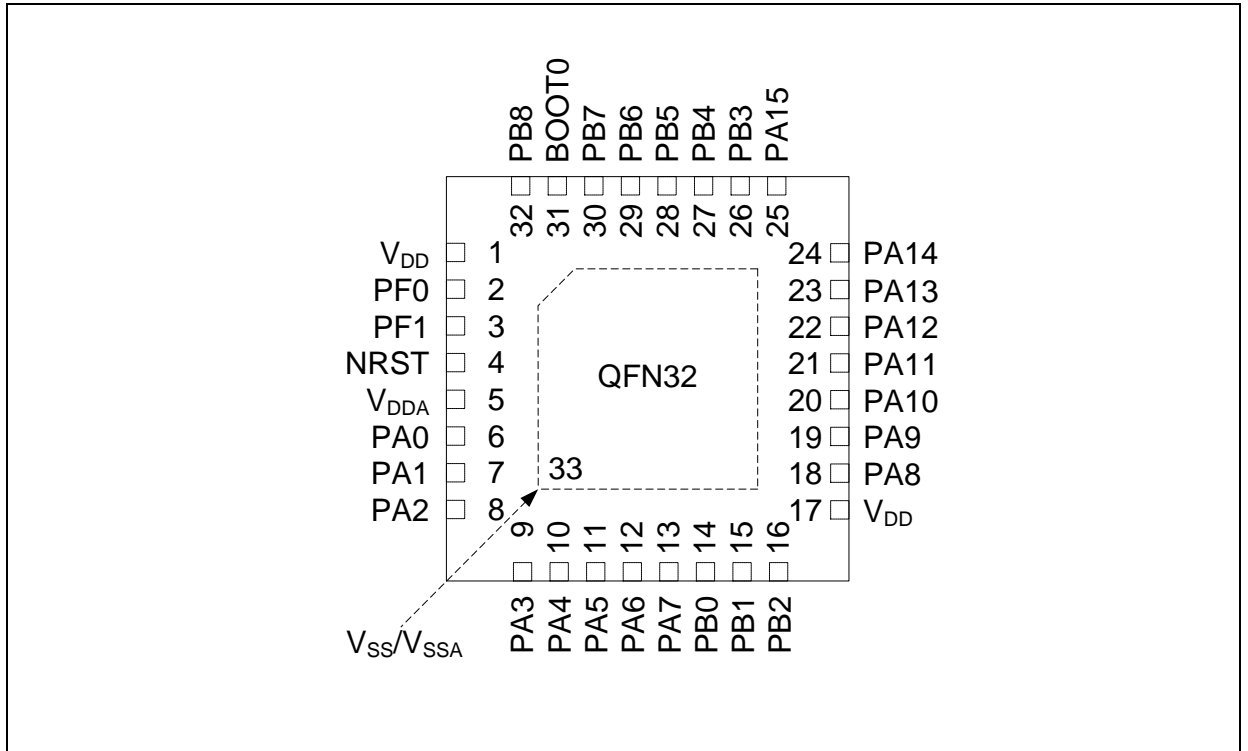 PB8
BOOT0
PB7
PB6
PB5
PB4
PB3
PA15
32
31
30
29
28
27
26
25
VDD 1
PF0 2
PF1 3
NRST 4
VDDA 5
PA0 6
PA1 7
PA2 8
24 PA14
23 PA13
22 PA12
21 PA11
20 PA10
19 PA9
18 PA8
17 VDD
QFN32
33
9
10
11
12
13
14
15
16
PA3
PA4
PA5
PA6
PA7
PB0
PB1
PB2
VSS/VSSA